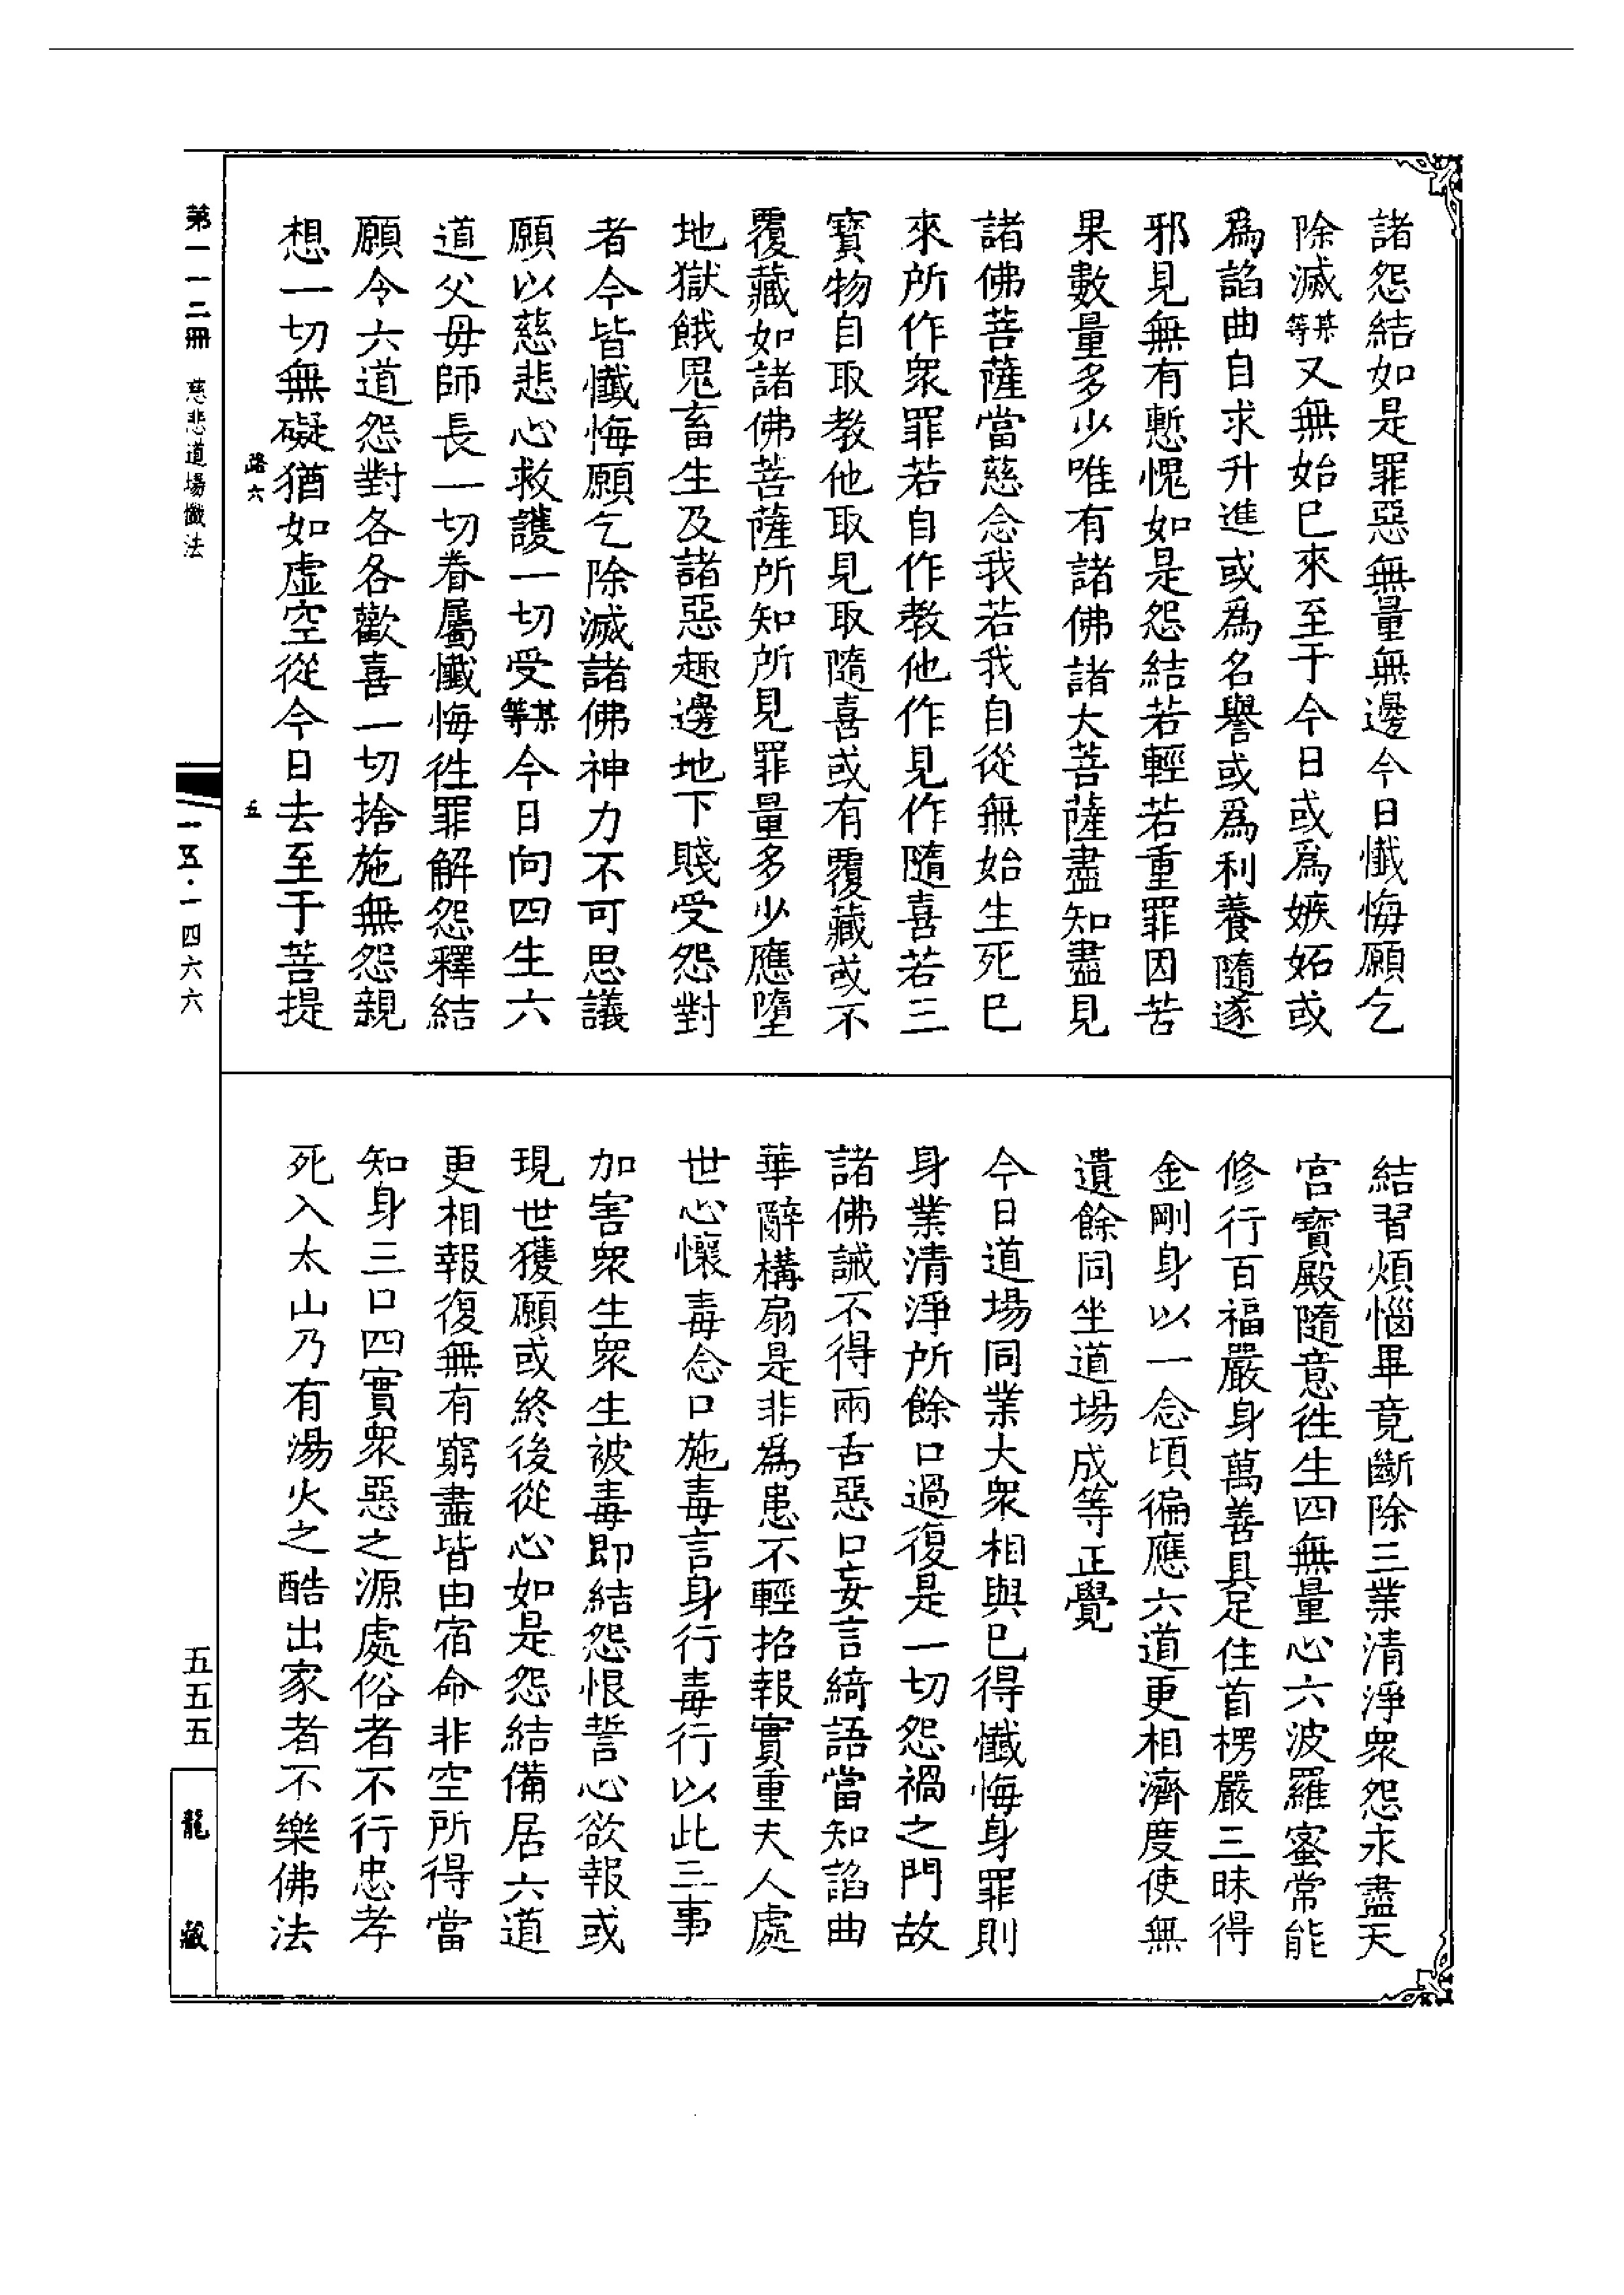 諸怨結如是罪惡無量無邊今日懺悔願乞
除滅某等又無始已來至于今日或爲嫉妬或
爲諂曲自求升進或爲名譽或爲利養隨逐
邪見無有慙愧如是怨結若輕若重罪因苦
果數量多少唯有諸佛諸大菩薩盡知盡見
諸佛菩薩當慈念我若我自從無始生死已
來所作衆罪若自作教他作見作隨喜若三
寶物自取教他取見取隨喜或有覆藏或不
覆藏如諸佛菩薩所知所見罪量多少應墮
地獄餓鬼畜生及諸惡趣邊地下賤受怨對
者今皆懺悔願乞除滅諸佛神力不可思議
願以慈悲心救護一切受某等今日向四生六
道父母師長一切眷屬懺悔徃罪解怨釋結
願令六道怨對各各歡喜一切捨施無怨親
想一切無礙猶如虛空從今日去至于菩提
路六
五
結習煩惱畢竟斷除三業清淨衆怨永盡天
宮寶殿隨意徃生四無量心六波羅蜜常能
修行百福嚴身萬善具足住首楞嚴三昧得
金剛身以一念頃徧應六道更相濟度使無
遺餘同坐道場成等正覺
今日道場同業大衆相與已得懺悔身罪則
身業清淨所餘口過復是一切怨禍之門故
諸佛誡不得兩舌惡口妄言綺語當知諂曲
華辭構扇是非爲患不輕招報實重夫人處
世心懷毒念口施毒言身行毒行以此三事
加害衆生衆生被毒即結怨恨誓心欲報或
現世獲願或終後從心如是怨結備居六道
更相報復無有窮盡皆由宿命非空所得當
知身三口四實衆惡之源處俗者不行忠孝
死入太山乃有湯火之酷出家者不樂佛法
第一一三冊 慈悲道場懺法
一五·一四六六
五五五
龍藏